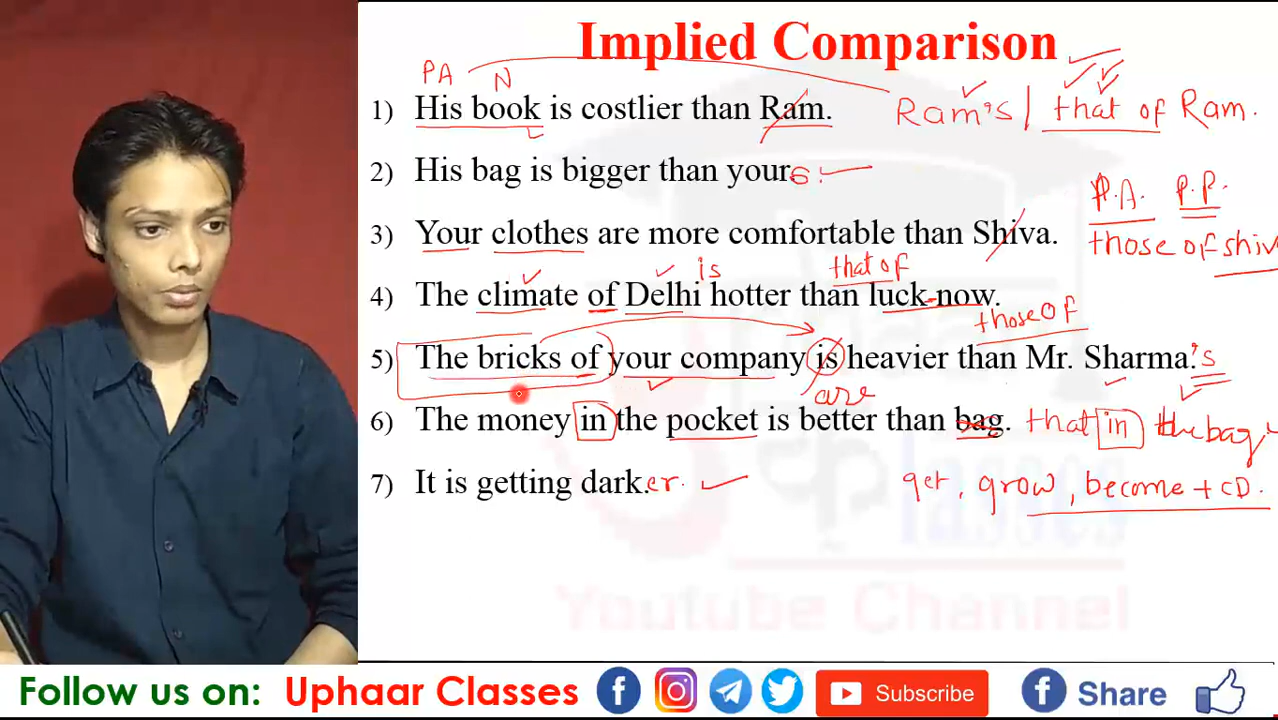 Implied Comparison
PA N
1) His book is costlier than Ram. Ram's / that of Ram.
2) His bag is bigger than yours.
P.A. P.P.
3) Your clothes are more comfortable than Shiva. those of shiv
is that of
4) The climate of Delhi hotter than luck-now.
those of
5) The bricks of your company is heavier than Mr. Sharma.'s
are
6) The money in the pocket is better than bag. that in the bag
7) It is getting dark.er. get, grow, become + CD.
classes
Youtube Channel
Follow us on: Uphaar Classes Subscribe Share